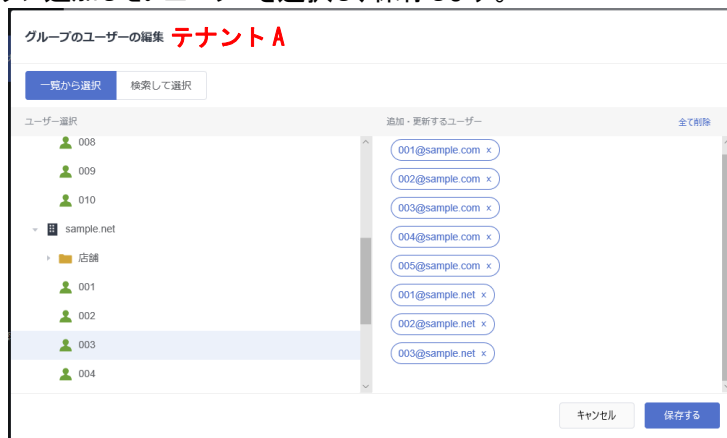 グループのユーザーの編集 テナントA
一覧から選択 検索して選択
ユーザー選択 追加・更新するユーザー 全て削除
008
009
010
sample.net
店舗
001
002
003
004
001@sample.com ×
002@sample.com ×
003@sample.com ×
004@sample.com ×
005@sample.com ×
001@sample.net ×
002@sample.net ×
003@sample.net ×
キャンセル 保存する